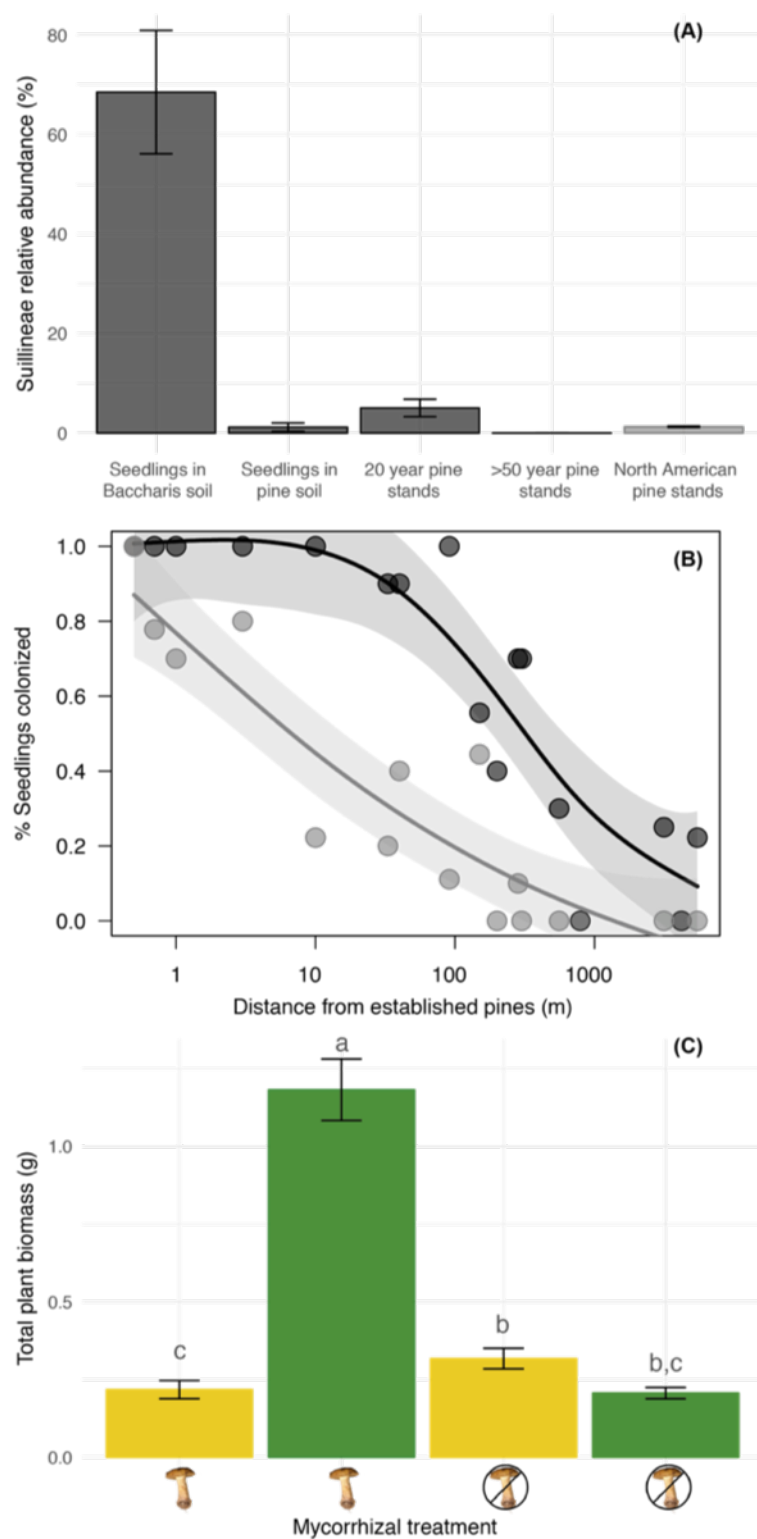 (A)
Suillineae relative abundance (%)
80
60
40
20
0
Seedlings in
Baccharis soil
Seedlings in
pine soil
20 year pine
stands
>50 year pine
stands
North American
pine stands
(B)
% Seedlings colonized
1.0
0.8
0.6
0.4
0.2
0.0
1
10
100
1000
Distance from established pines (m)
(C)
Total plant biomass (g)
1.0
0.5
0.0
c
a
b
b,c
Mycorrhizal treatment